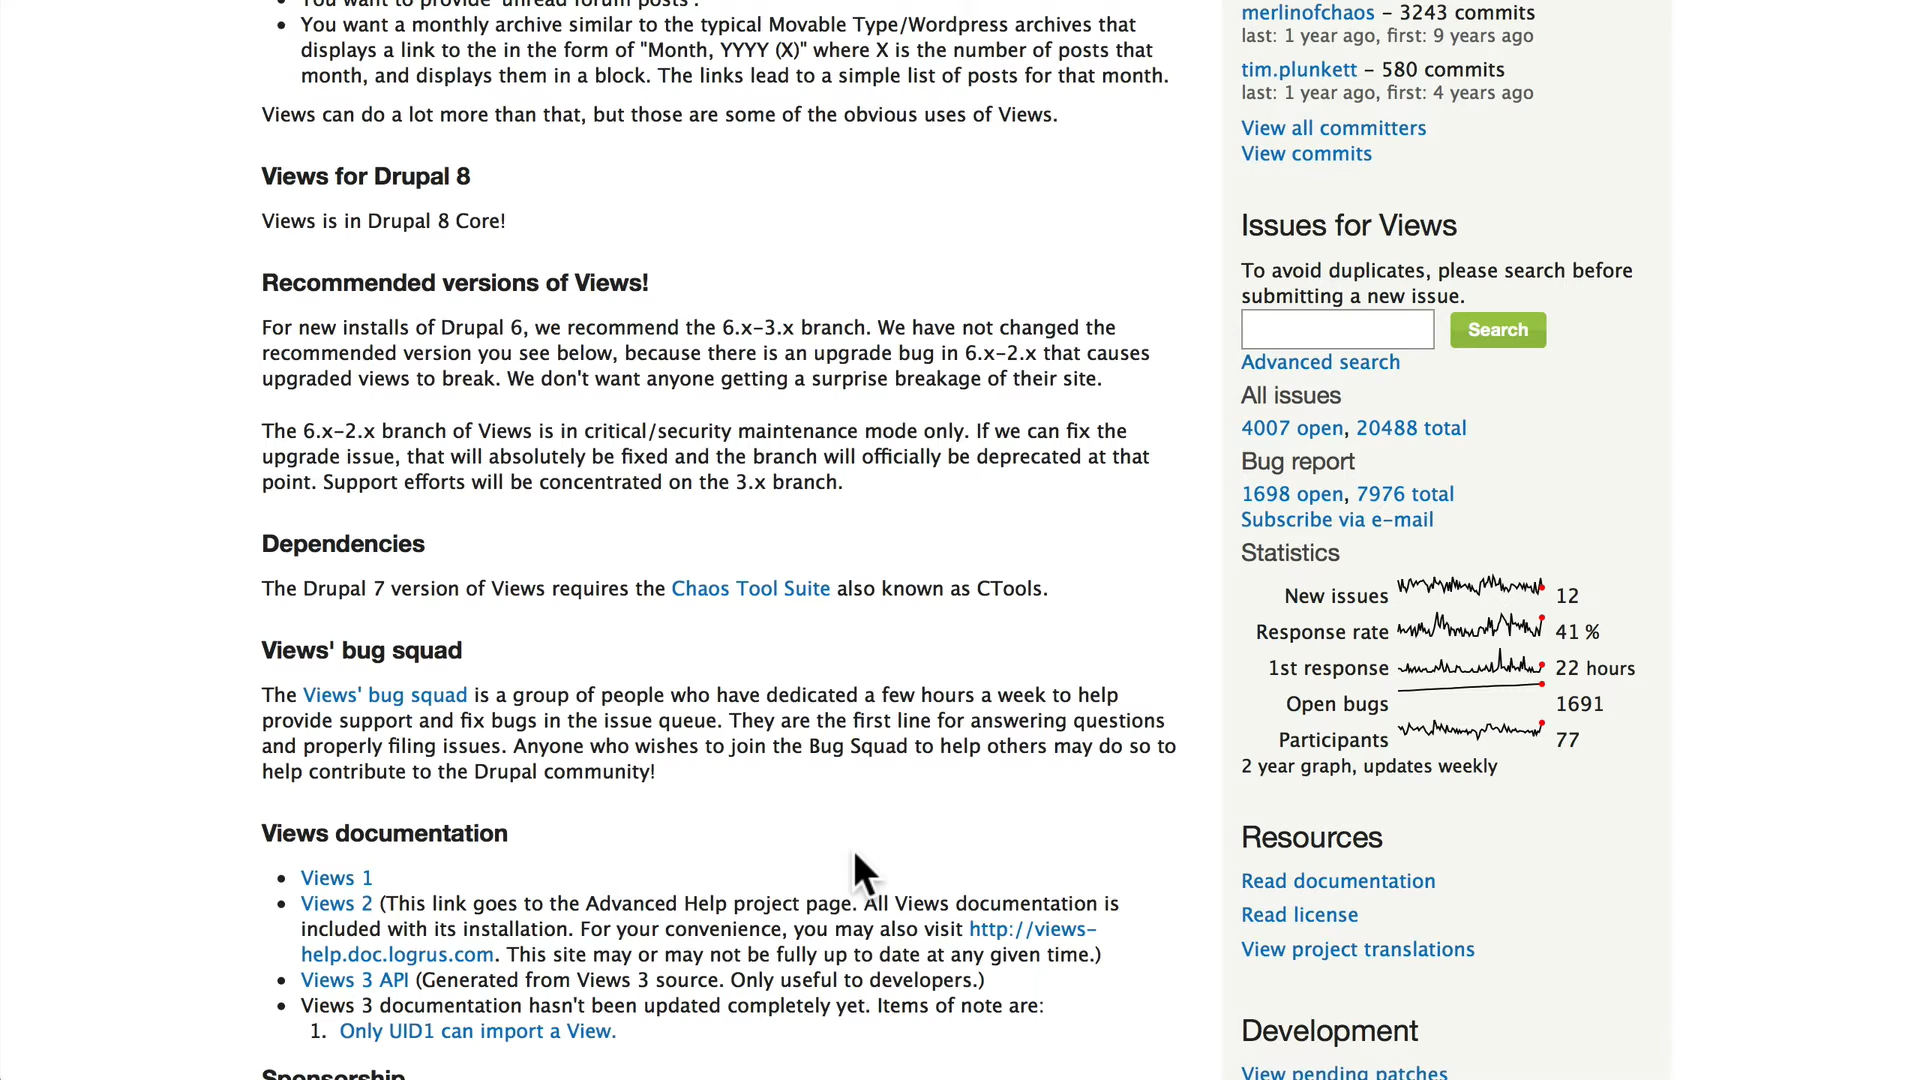 You want to provide 'unread forum posts'.
You want a monthly archive similar to the typical Movable Type/Wordpress archives that
displays a link to the in the form of "Month, YYYY (X)" where X is the number of posts that
month, and displays them in a block. The links lead to a simple list of posts for that month.
Views can do a lot more than that, but those are some of the obvious uses of Views.
Views for Drupal 8
Views is in Drupal 8 Core!
Recommended versions of Views!
For new installs of Drupal 6, we recommend the 6.x-3.x branch. We have not changed the
recommended version you see below, because there is an upgrade bug in 6.x-2.x that causes
upgraded views to break. We don't want anyone getting a surprise breakage of their site.
The 6.x-2.x branch of Views is in critical/security maintenance mode only. If we can fix the
upgrade issue, that will absolutely be fixed and the branch will officially be deprecated at that
point. Support efforts will be concentrated on the 3.x branch.
Dependencies
The Drupal 7 version of Views requires the Chaos Tool Suite also known as CTools.
Views' bug squad
The Views' bug squad is a group of people who have dedicated a few hours a week to help
provide support and fix bugs in the issue queue. They are the first line for answering questions
and properly filing issues. Anyone who wishes to join the Bug Squad to help others may do so to
help contribute to the Drupal community!
Views documentation
Views 1
Views 2 (This link goes to the Advanced Help project page. All Views documentation is
included with its installation. For your convenience, you may also visit http://views-
help.doc.logrus.com. This site may or may not be fully up to date at any given time.)
Views 3 API (Generated from Views 3 source. Only useful to developers.)
Views 3 documentation hasn't been updated completely yet. Items of note are:
1. Only UID1 can import a View.
Sponsorship
merlinofchaos – 3243 commits
last: 1 year ago, first: 9 years ago
tim.plunkett – 580 commits
last: 1 year ago, first: 4 years ago
View all committers
View commits
Issues for Views
To avoid duplicates, please search before
submitting a new issue.
Search
Advanced search
All issues
4007 open, 20488 total
Bug report
1698 open, 7976 total
Subscribe via e-mail
Statistics
New issues 12
Response rate 41 %
1st response 22 hours
Open bugs 1691
Participants 77
2 year graph, updates weekly
Resources
Read documentation
Read license
View project translations
Development
View pending patches